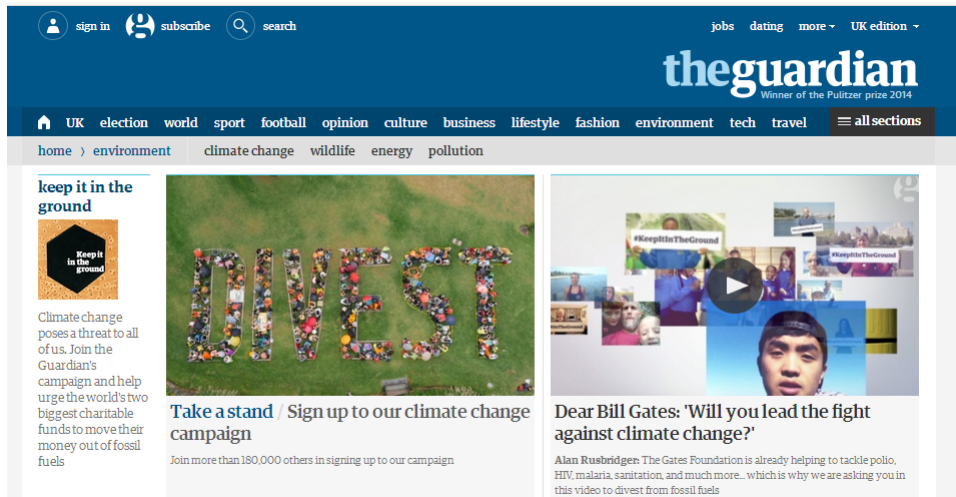 sign in subscribe search jobs dating more UK edition
theguardian
Winner of the Pulitzer prize 2014
UK election world sport football opinion culture business lifestyle fashion environment tech travel all sections
home › environment climate change wildlife energy pollution
keep it in the
ground
Keep it
in the
ground
Climate change
poses a threat to all
of us. Join the
Guardian's
campaign and help
urge the world's two
biggest charitable
funds to move their
money out of fossil
fuels
DIVEST
Take a stand / Sign up to our climate change
campaign
Join more than 180,000 others in signing up to our campaign
#KeepItInTheGround
#KeepItInTheGround
Dear Bill Gates: 'Will you lead the fight
against climate change?'
Alan Rusbridger: The Gates Foundation is already helping to tackle polio,
HIV, malaria, sanitation, and much more... which is why we are asking you in
this video to divest from fossil fuels